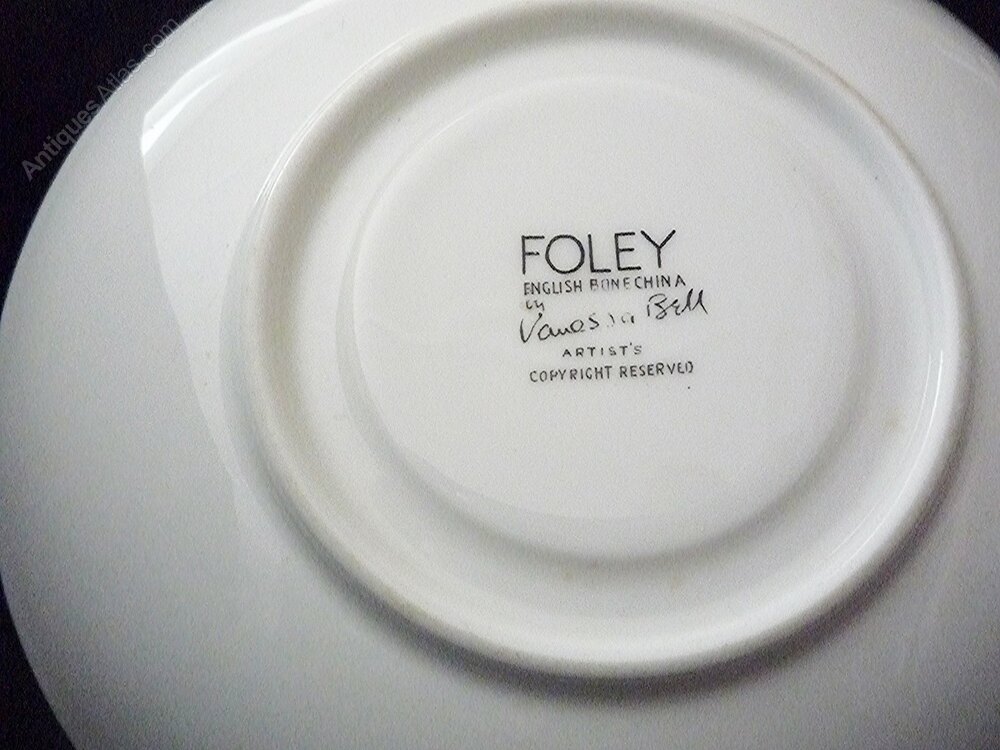 AntiquesAtlas.com
FOLEY
ENGLISH BONE CHINA
by
Vanessa Bell
ARTIST'S
COPYRIGHT RESERVED